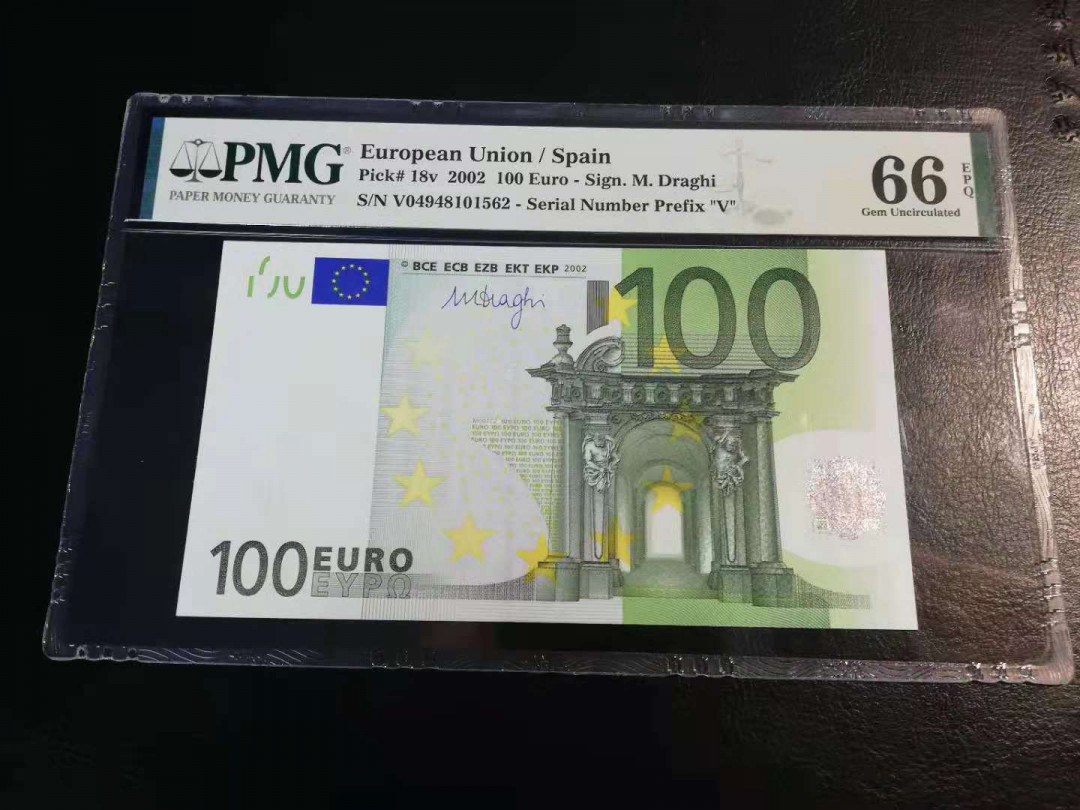 PMG®
PAPER MONEY GUARANTY
European Union / Spain
Pick# 18v 2002 100 Euro - Sign. M. Draghi
S/N V04948101562 - Serial Number Prefix "V"
66 EPQ
Gem Uncirculated
© BCE ECB EZB EKT EKP 2002
MDraghi
100
100 EURO
ΕΥΡΩ